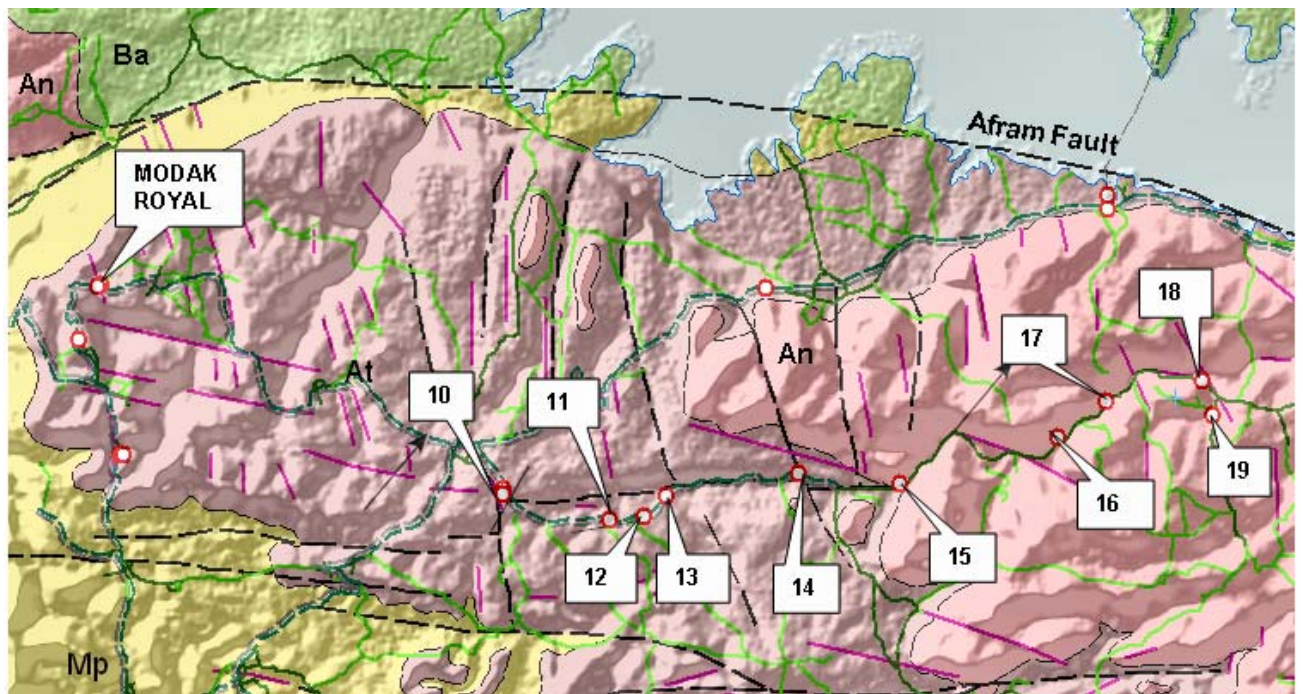 Ba
An
Afram Fault
MODAK
ROYAL
18
17
An
At
10
11
19
16
15
12
13
14
Mp